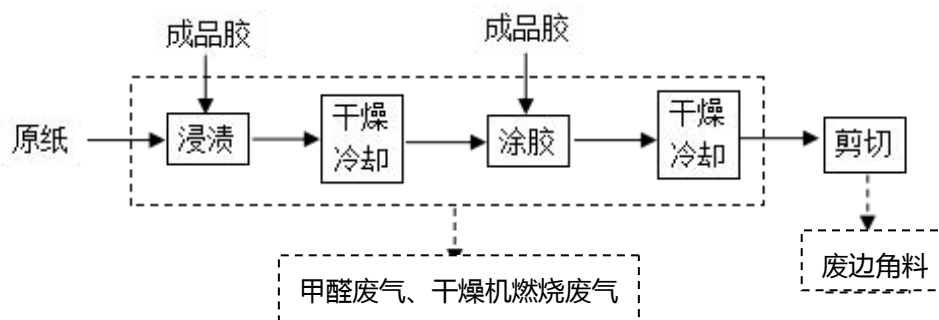 成品胶
成品胶
原纸
浸渍
干燥
冷却
涂胶
干燥
冷却
剪切
甲醛废气、干燥机燃烧废气
废边角料